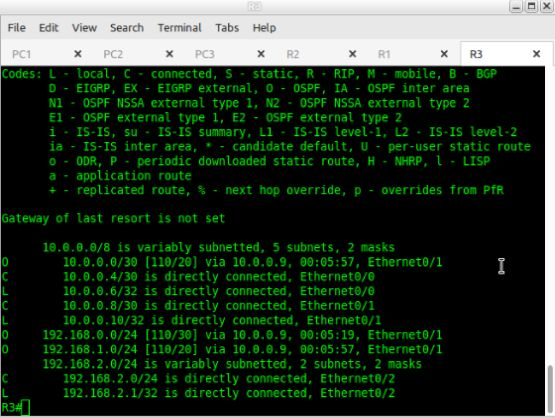 R3
File Edit View Search Terminal Tabs Help
PC1 × PC2 × PC3 × R2 × R1 × R3 ×
Codes: L - local, C - connected, S - static, R - RIP, M - mobile, B - BGP
       D - EIGRP, EX - EIGRP external, O - OSPF, IA - OSPF inter area
       N1 - OSPF NSSA external type 1, N2 - OSPF NSSA external type 2
       E1 - OSPF external type 1, E2 - OSPF external type 2
       i - IS-IS, su - IS-IS summary, L1 - IS-IS level-1, L2 - IS-IS level-2
       ia - IS-IS inter area, * - candidate default, U - per-user static route
       o - ODR, P - periodic downloaded static route, H - NHRP, l - LISP
       a - application route
       + - replicated route, % - next hop override, p - overrides from PfR
Gateway of last resort is not set
      10.0.0.0/8 is variably subnetted, 5 subnets, 2 masks
O        10.0.0.0/30 [110/20] via 10.0.0.9, 00:05:57, Ethernet0/1
C        10.0.0.4/30 is directly connected, Ethernet0/0
L        10.0.0.6/32 is directly connected, Ethernet0/0
C        10.0.0.8/30 is directly connected, Ethernet0/1
L        10.0.0.10/32 is directly connected, Ethernet0/1
O     192.168.0.0/24 [110/30] via 10.0.0.9, 00:05:19, Ethernet0/1
O     192.168.1.0/24 [110/20] via 10.0.0.9, 00:05:57, Ethernet0/1
      192.168.2.0/24 is variably subnetted, 2 subnets, 2 masks
C        192.168.2.0/24 is directly connected, Ethernet0/2
L        192.168.2.1/32 is directly connected, Ethernet0/2
R3#